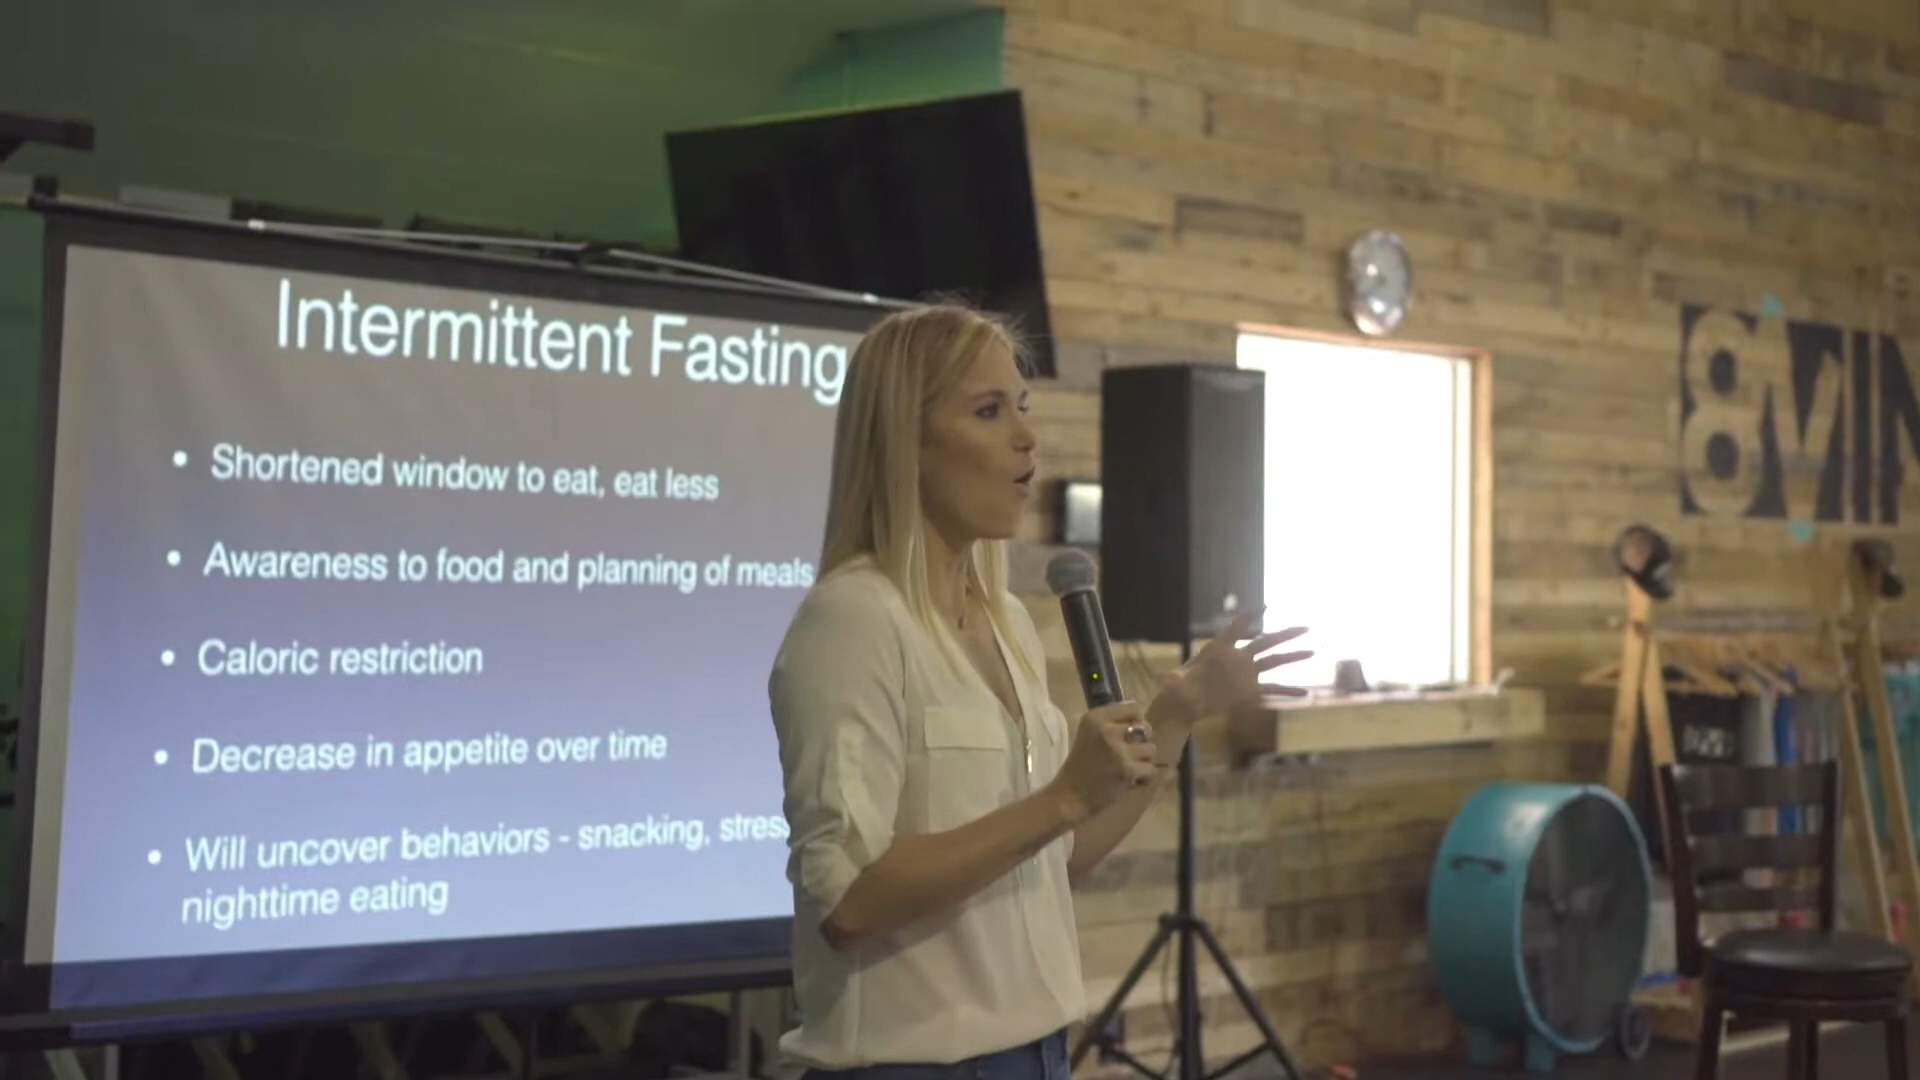 Intermittent Fasting
• Shortened window to eat, eat less
• Awareness to food and planning of meals
• Caloric restriction
• Decrease in appetite over time
• Will uncover behaviors - snacking, stress
nighttime eating